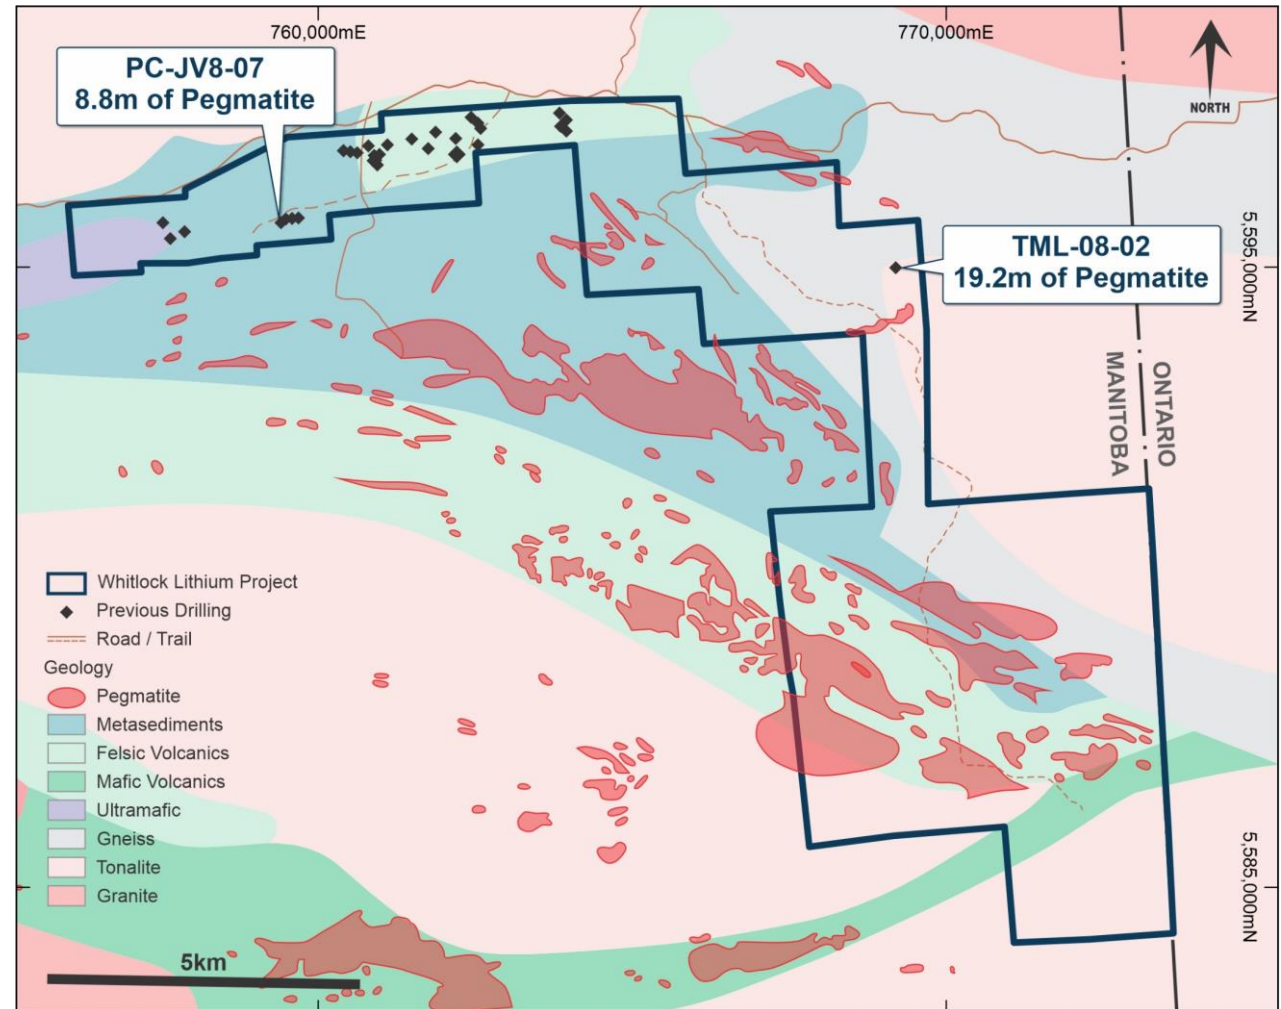 760,000mE
770,000mE
PC-JV8-07
8.8m of Pegmatite
NORTH
5,595,000mN
TML-08-02
19.2m of Pegmatite
MANITOBA
ONTARIO
Whitlock Lithium Project
Previous Drilling
Road / Trail
Geology
Pegmatite
Metasediments
Felsic Volcanics
Mafic Volcanics
Ultramafic
Gneiss
Tonalite
Granite
5,585,000mN
5km